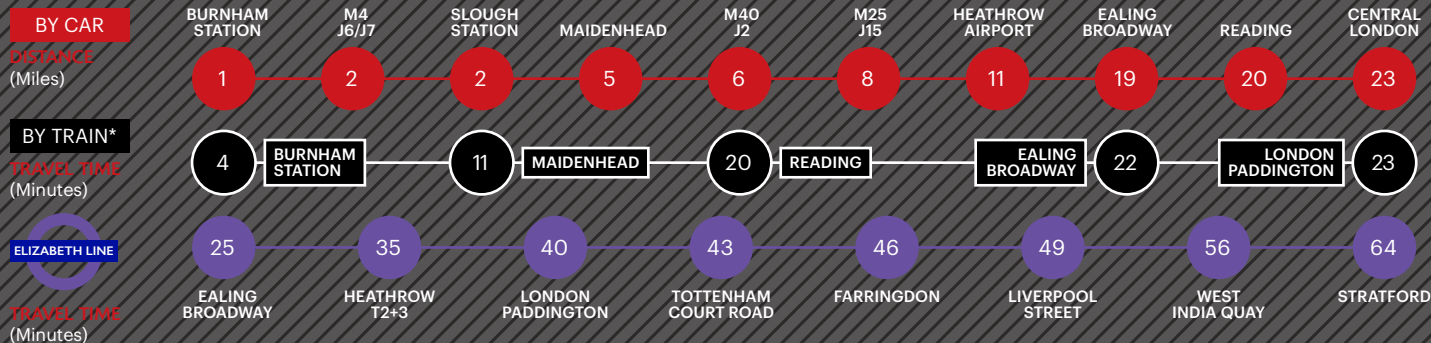 BY CAR
DISTANCE
(Miles)
BURNHAM
STATION
M4
J6/J7
SLOUGH
STATION
MAIDENHEAD
M40
J2
M25
J15
HEATHROW
AIRPORT
EALING
BROADWAY
READING
CENTRAL
LONDON
1 2 2 5 6 8 11 19 20 23
BY TRAIN*
TRAVEL TIME
(Minutes)
4
BURNHAM
STATION
11
MAIDENHEAD
20
READING
EALING
BROADWAY
22
LONDON
PADDINGTON
23
ELIZABETH LINE
TRAVEL TIME
(Minutes)
25 35 40 43 46 49 56 64
EALING
BROADWAY
HEATHROW
T2+3
LONDON
PADDINGTON
TOTTENHAM
COURT ROAD
FARRINGDON
LIVERPOOL
STREET
WEST
INDIA QUAY
STRATFORD